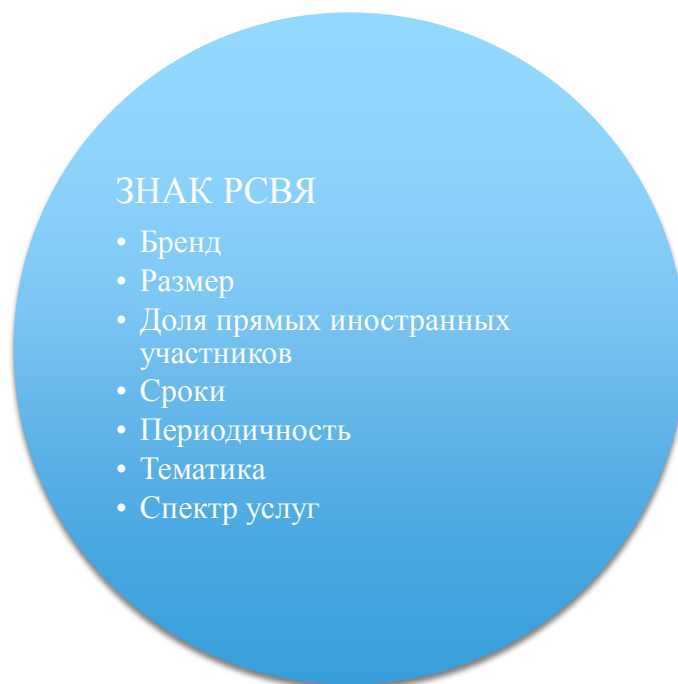 ЗНАК РСВЯ
• Бренд
• Размер
• Доля прямых иностранных
участников
• Сроки
• Периодичность
• Тематика
• Спектр услуг